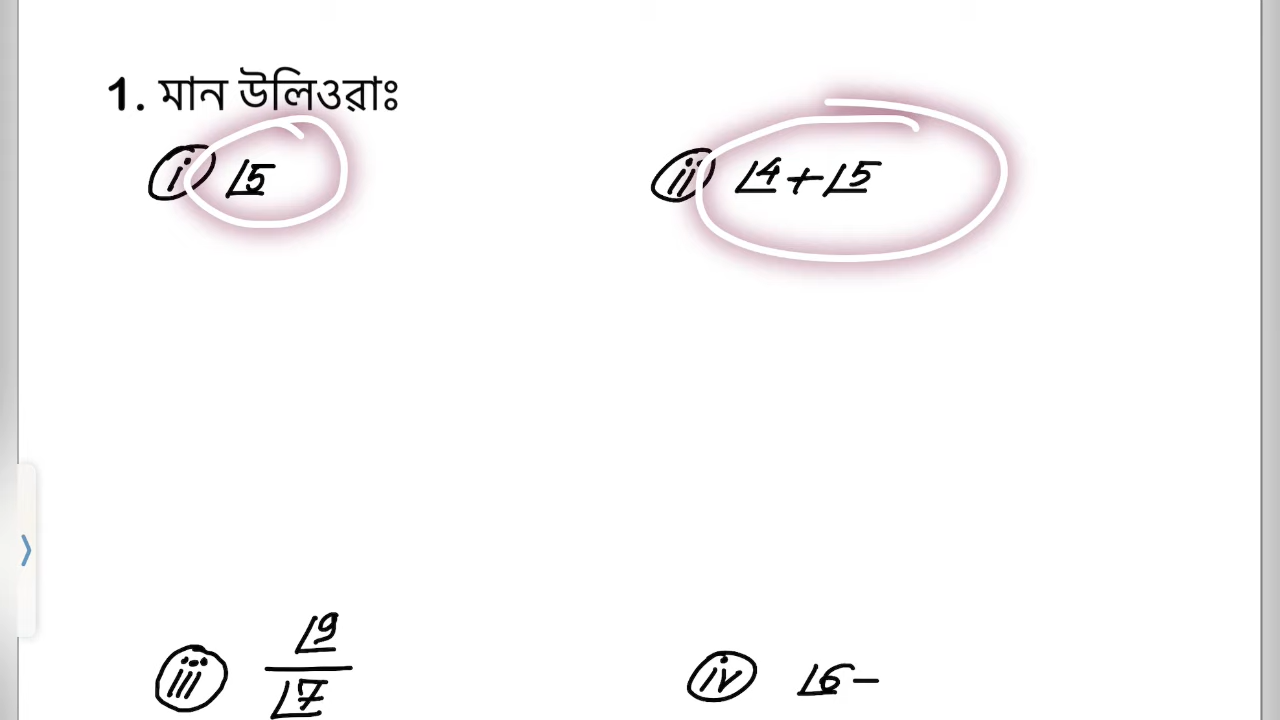 1. মান উলিওৱাঃ
(i) ∠5 (ii) ∠4 + ∠5
(iii) ∠9 / ∠7 (iv) ∠6 –